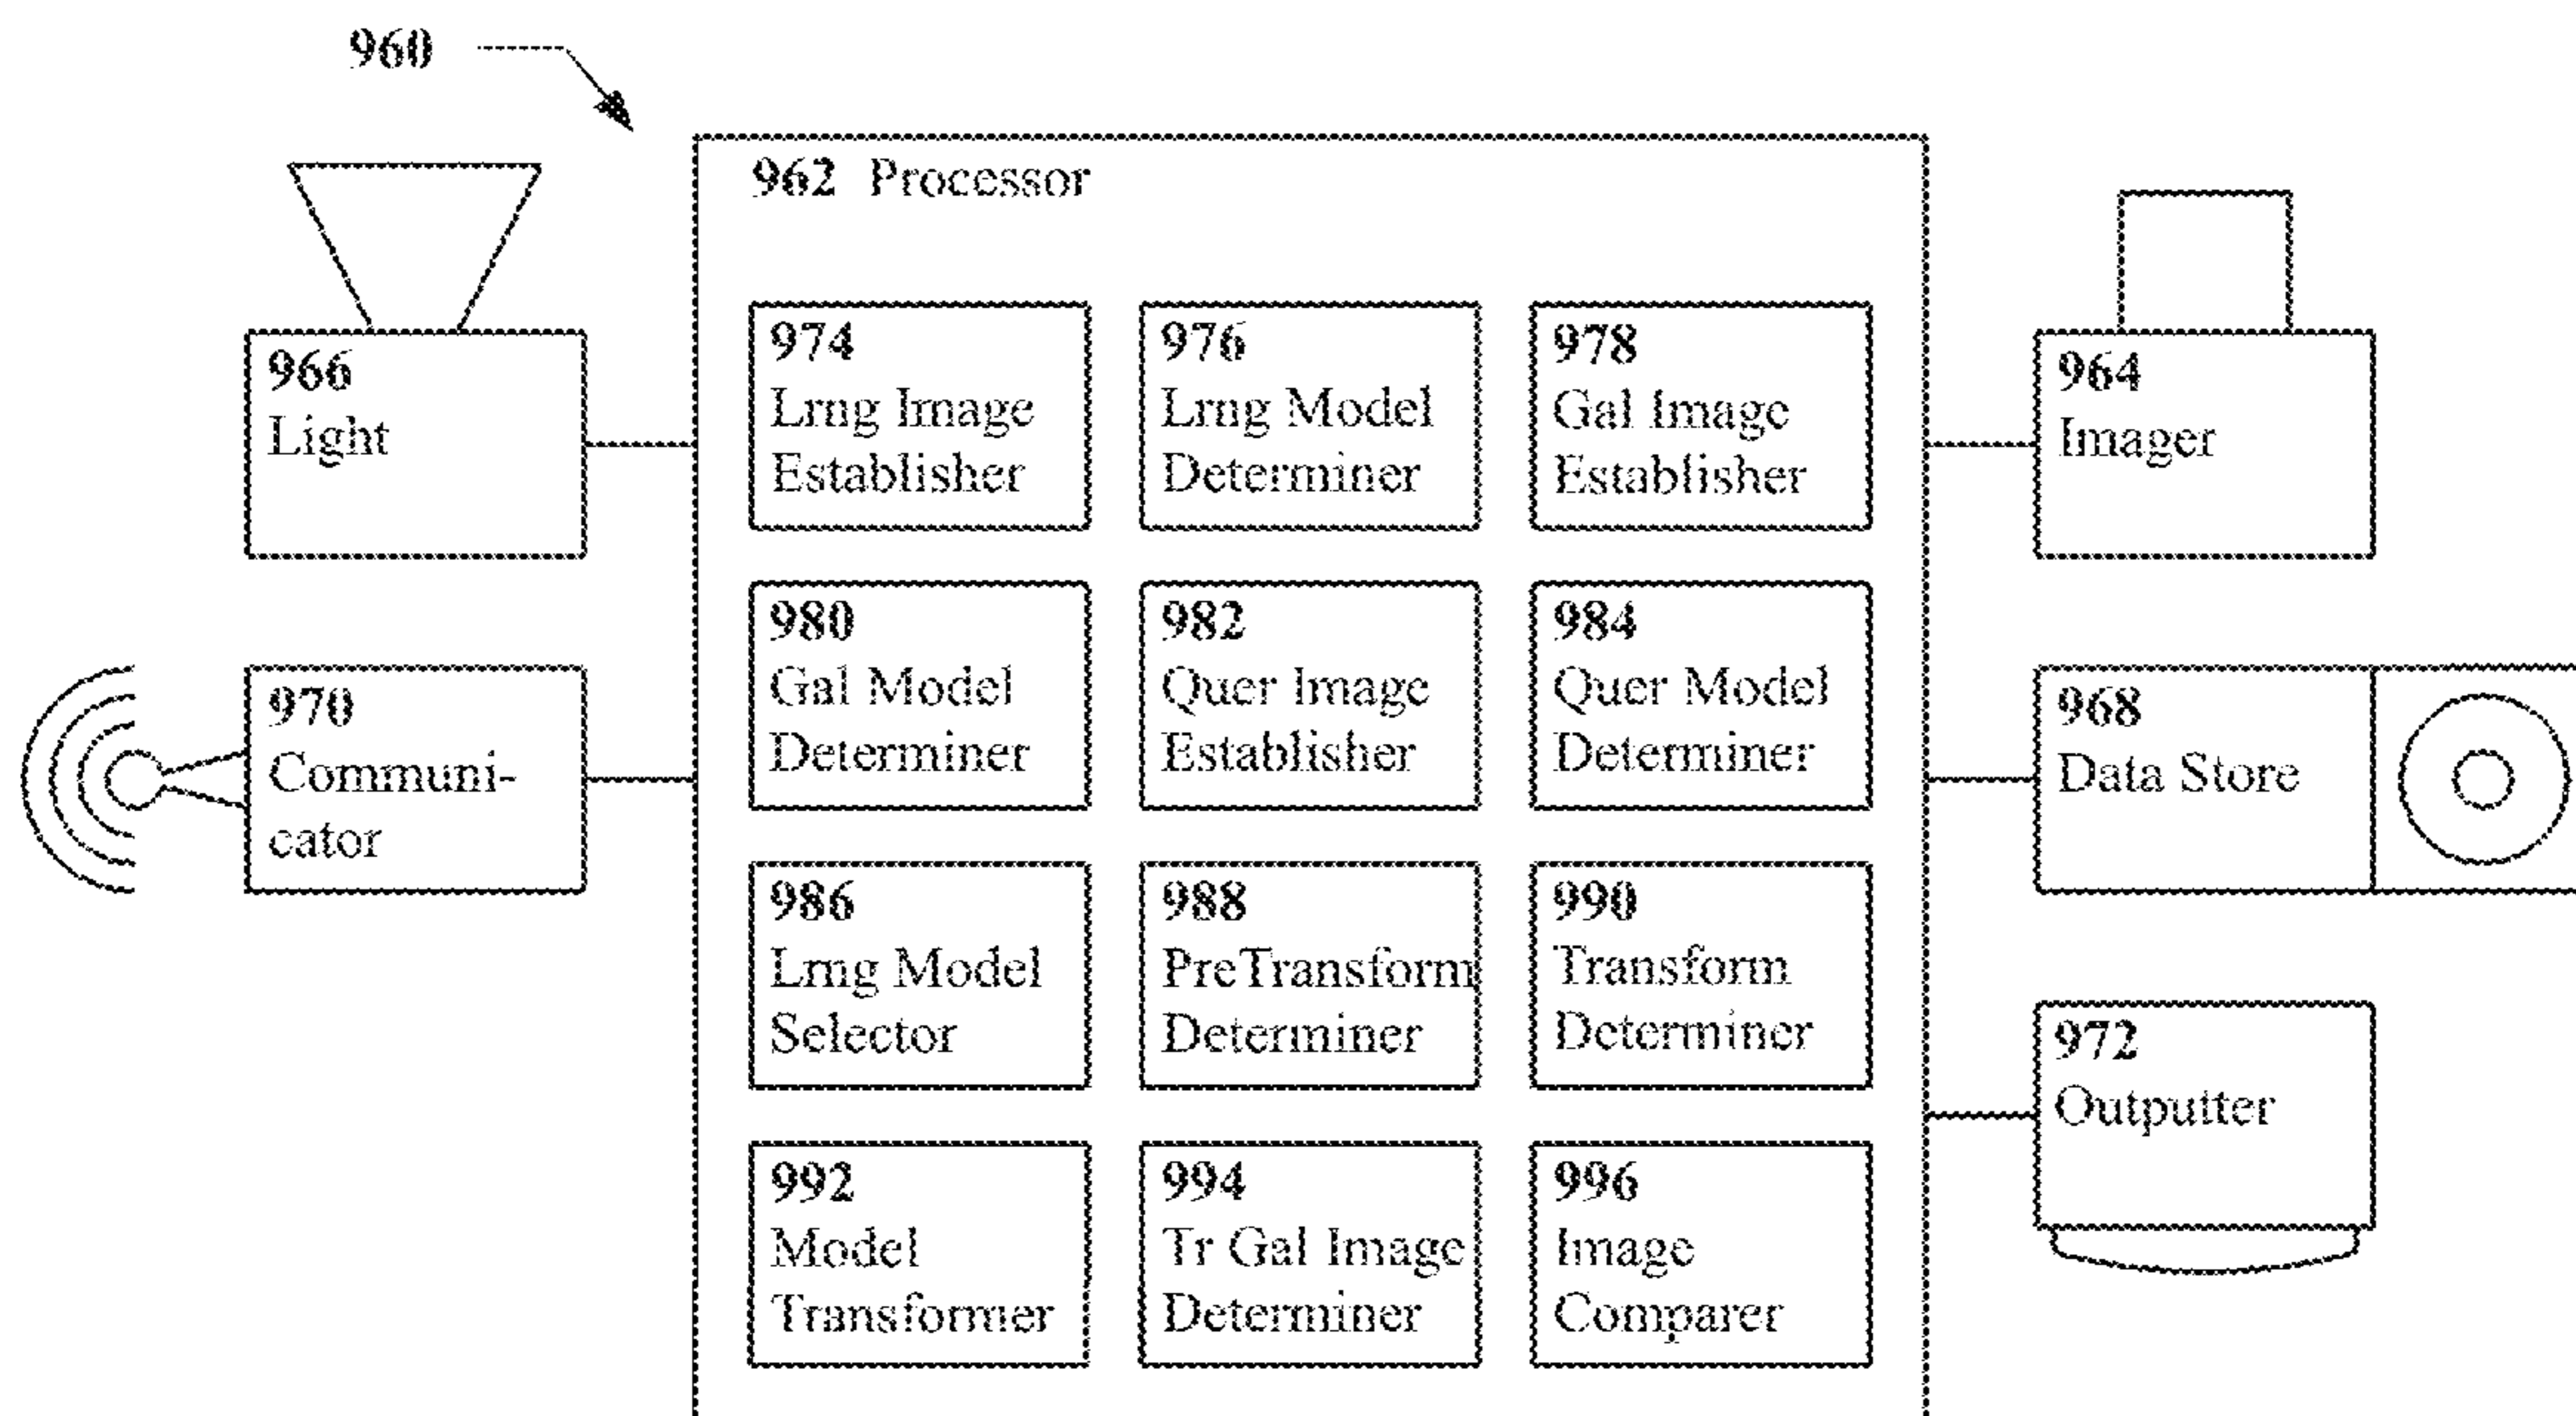 960
962 Processor
966
Light
974
Lrng Image
Establisher
976
Lrng Model
Determiner
978
Gal Image
Establisher
964
Imager
980
Gal Model
Determiner
982
Quer Image
Establisher
984
Quer Model
Determiner
970
Communi-
cator
968
Data Store
986
Lrng Model
Selector
988
PreTransform
Determiner
990
Transform
Determiner
972
Outputter
992
Model
Transformer
994
Tr Gal Image
Determiner
996
Image
Comparer